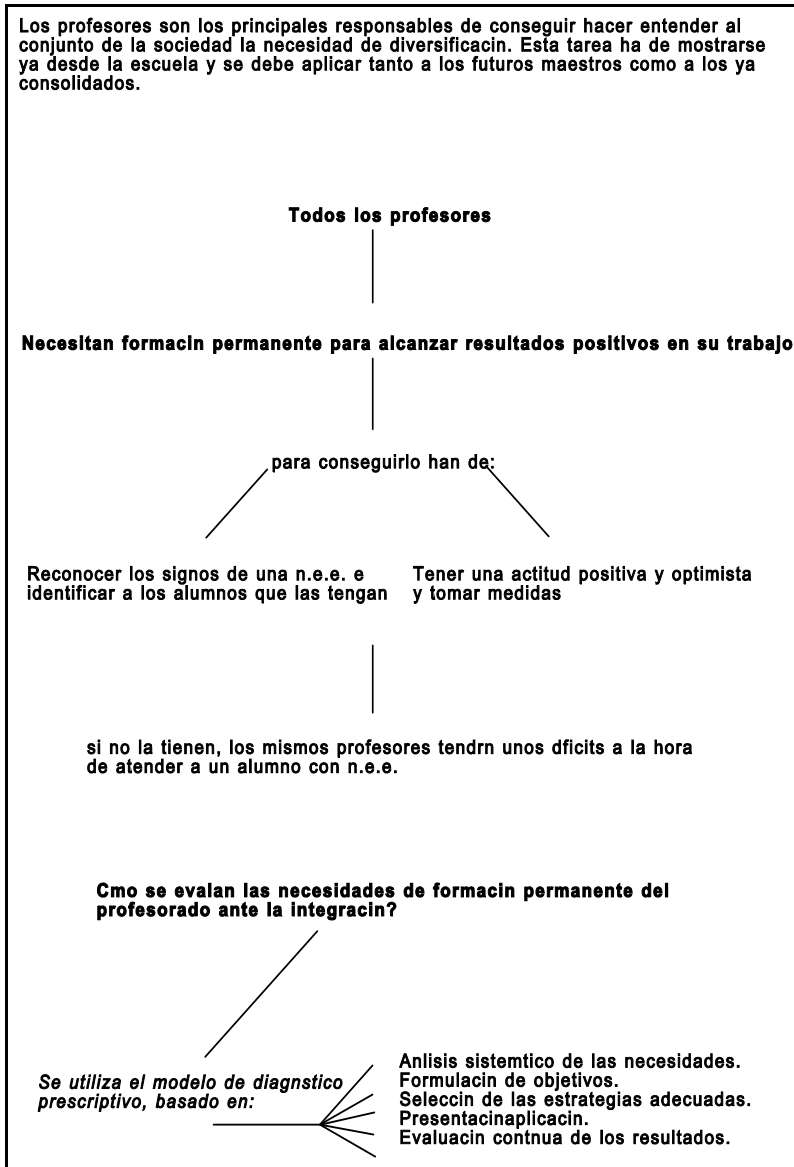 Los profesores son los principales responsables de conseguir hacer entender al
conjunto de la sociedad la necesidad de diversificacin. Esta tarea ha de mostrarse
ya desde la escuela y se debe aplicar tanto a los futuros maestros como a los ya
consolidados.
Todos los profesores
Necesitan formacin permanente para alcanzar resultados positivos en su trabajo
para conseguirlo han de:
Reconocer los signos de una n.e.e. e
identificar a los alumnos que las tengan
Tener una actitud positiva y optimista
y tomar medidas
si no la tienen, los mismos profesores tendrn unos dficits a la hora
de atender a un alumno con n.e.e.
Cmo se evalan las necesidades de formacin permanente del
profesorado ante la integracin?
Se utiliza el modelo de diagnstico
prescriptivo, basado en:
Anlisis sistemtico de las necesidades.
Formulacin de objetivos.
Seleccin de las estrategias adecuadas.
Presentacinaplicacin.
Evaluacin contnua de los resultados.